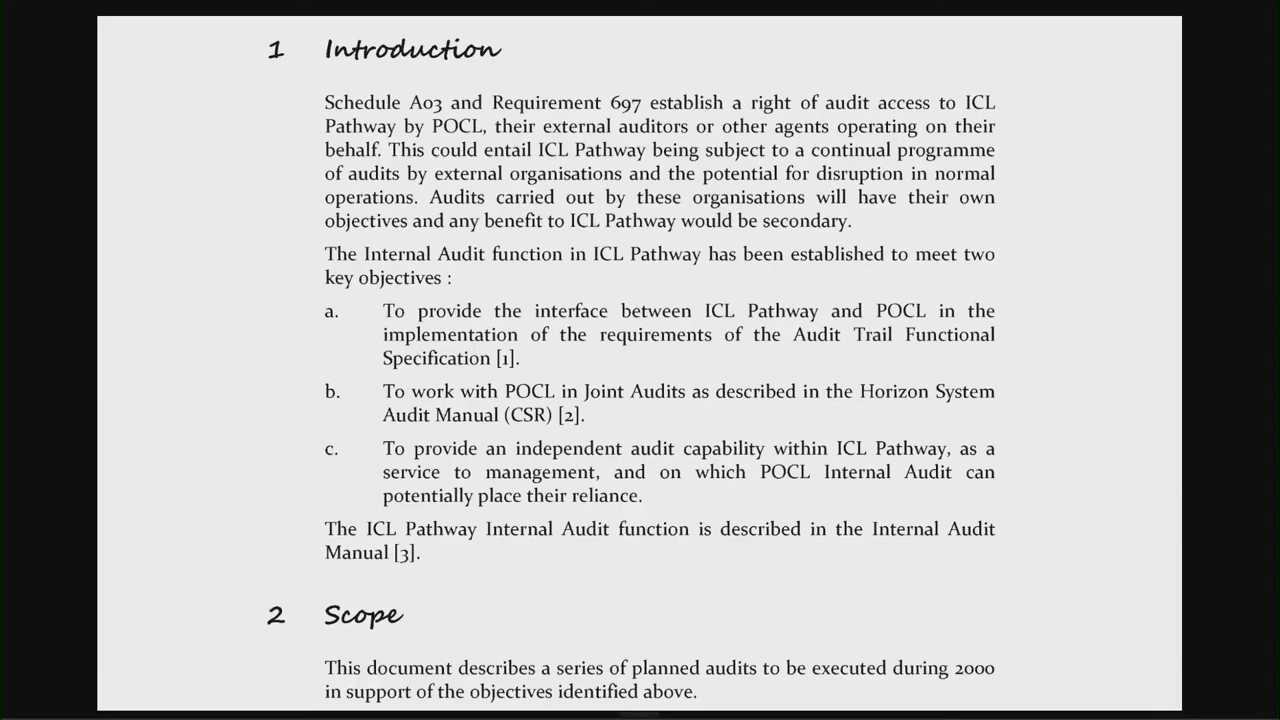 1 Introduction
Schedule A03 and Requirement 697 establish a right of audit access to ICL
Pathway by POCL, their external auditors or other agents operating on their
behalf. This could entail ICL Pathway being subject to a continual programme
of audits by external organisations and the potential for disruption in normal
operations. Audits carried out by these organisations will have their own
objectives and any benefit to ICL Pathway would be secondary.
The Internal Audit function in ICL Pathway has been established to meet two
key objectives :
a. To provide the interface between ICL Pathway and POCL in the
implementation of the requirements of the Audit Trail Functional
Specification [1].
b. To work with POCL in Joint Audits as described in the Horizon System
Audit Manual (CSR) [2].
c. To provide an independent audit capability within ICL Pathway, as a
service to management, and on which POCL Internal Audit can
potentially place their reliance.
The ICL Pathway Internal Audit function is described in the Internal Audit
Manual [3].
2 Scope
This document describes a series of planned audits to be executed during 2000
in support of the objectives identified above.